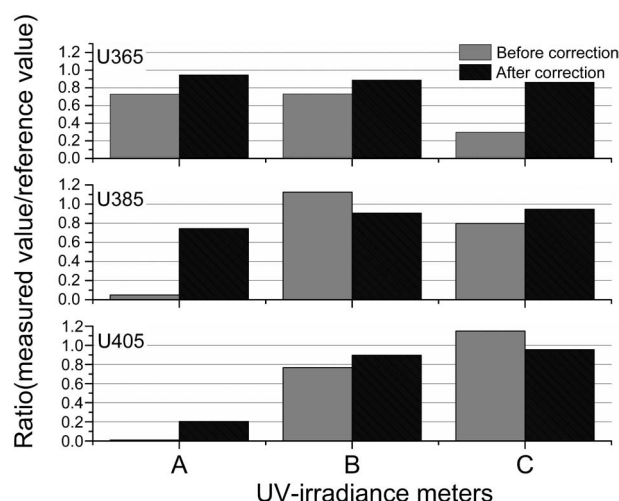 Ratio(measured value/reference value)
U365
Before correction
After correction
1.2
1.0
0.8
0.6
0.4
0.2
0.0
U385
1.2
1.0
0.8
0.6
0.4
0.2
0.0
U405
1.2
1.0
0.8
0.6
0.4
0.2
0.0
A B C
UV-irradiance meters